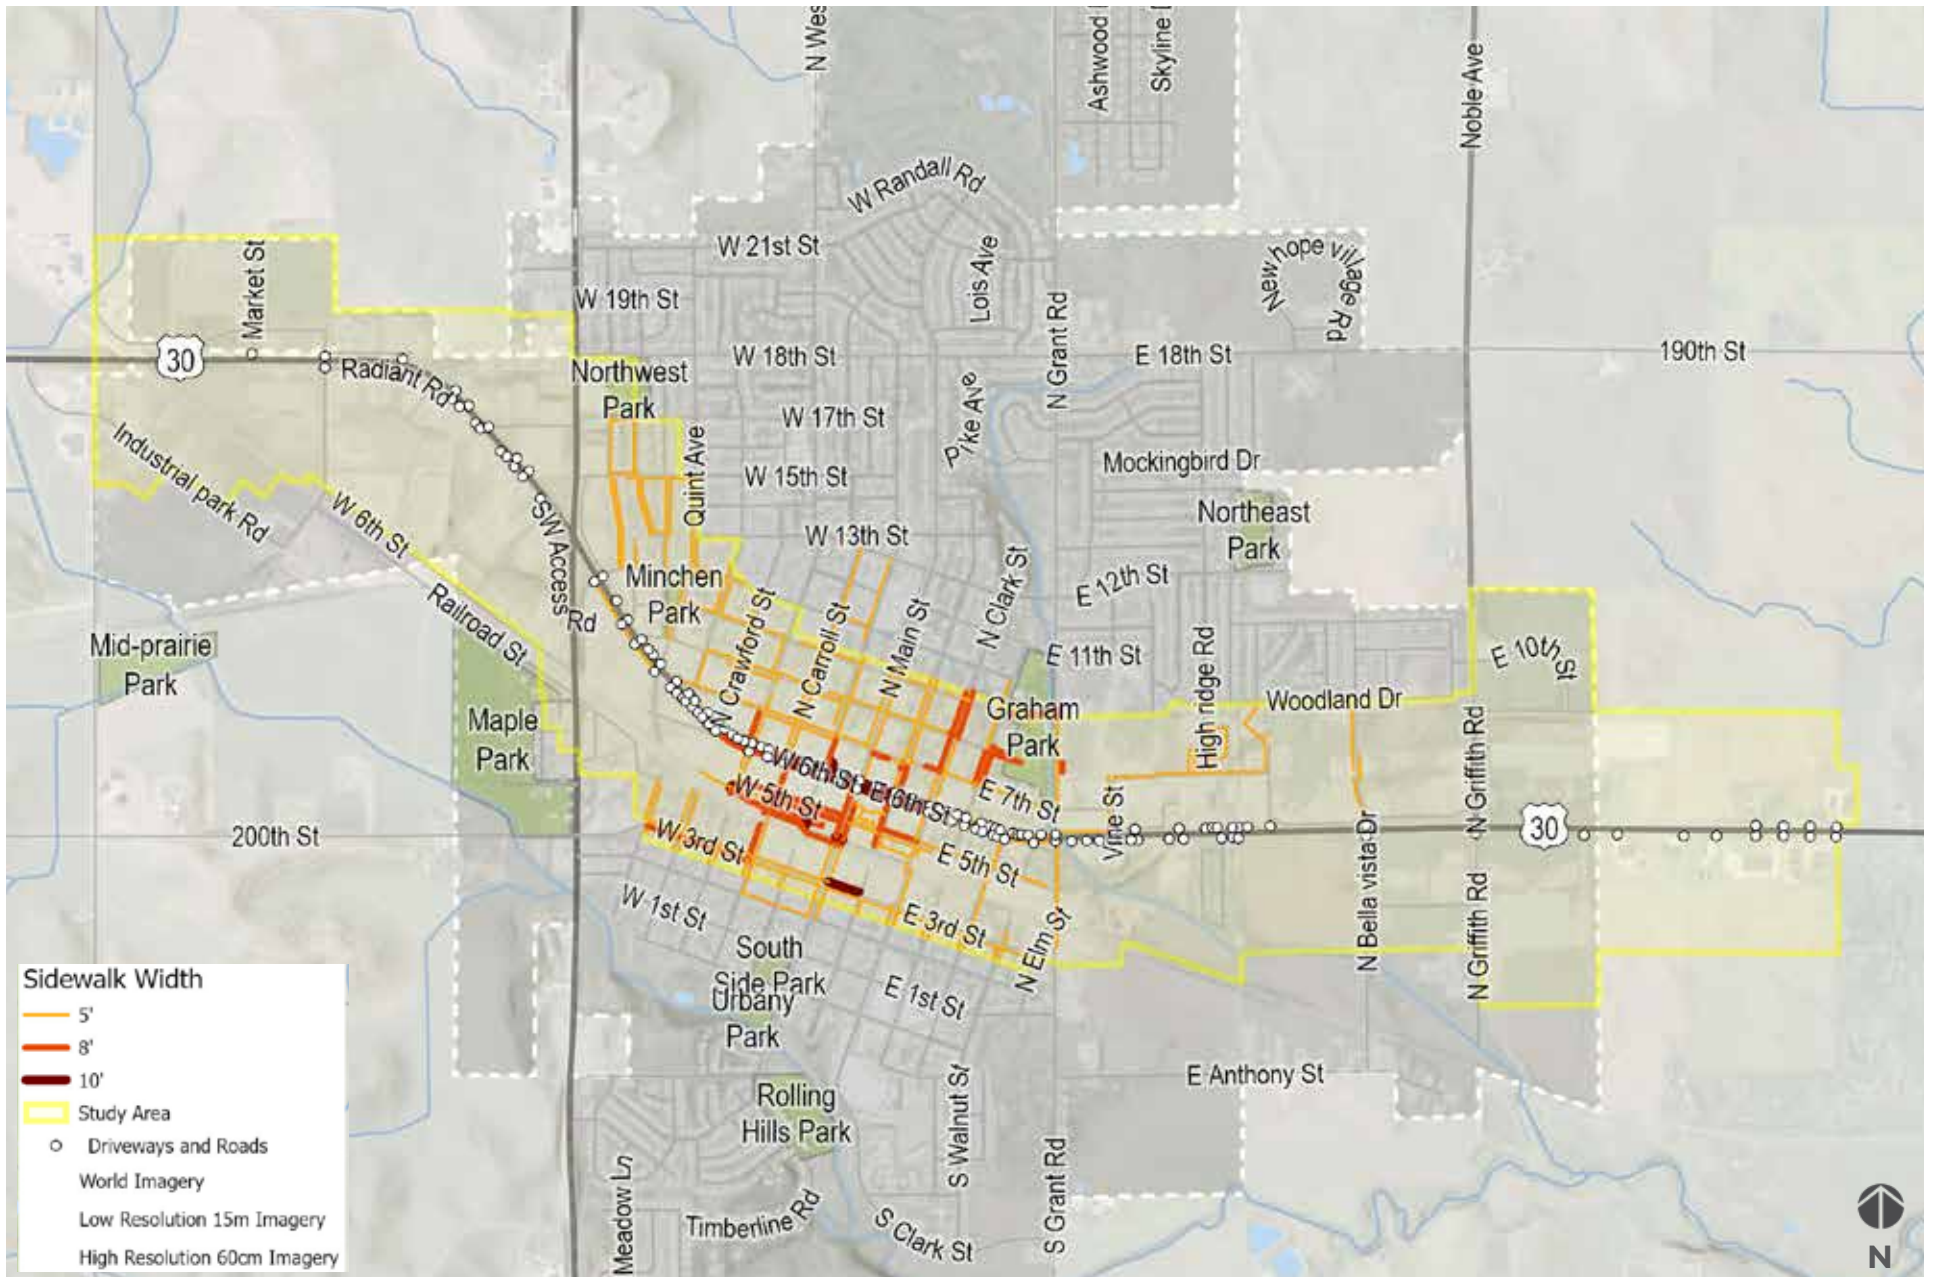 N Wes
Ashwood
Skyline
Noble Ave
W Randall Rd
Market St
W 21st St
Lois Ave
New hope village Rd
W 19th St
N Grant Rd
30
Radiant Rd
Northwest
Park
W 18th St
E 18th St
190th St
Pike Ave
W 17th St
Industrial park Rd
Quint Ave
W 15th St
Mockingbird Dr
W 6th St
SW Access Rd
W 13th St
Northeast
Park
Minchen
Park
N Clark St
E 12th St
Railroad St
N Crawford St
N Carroll St
N Main St
Mid-prairie
Park
E 11th St
High ridge Rd
E 10th St
Maple
Park
Graham
Park
Woodland Dr
N Griffith Rd
W 6th St
E 6th St
W 5th St
E 7th St
Vine St
200th St
W 3rd St
E 5th St
N Bella vista Dr
30
N Griffith Rd
W 1st St
E 3rd St
N Elm St
South
Side Park
Urbany
Park
E 1st St
E Anthony St
Rolling
Hills Park
S Walnut St
S Grant Rd
Meadow Ln
Timberline Rd
S Clark St
Sidewalk Width
5'
8'
10'
Study Area
Driveways and Roads
World Imagery
Low Resolution 15m Imagery
High Resolution 60cm Imagery
N